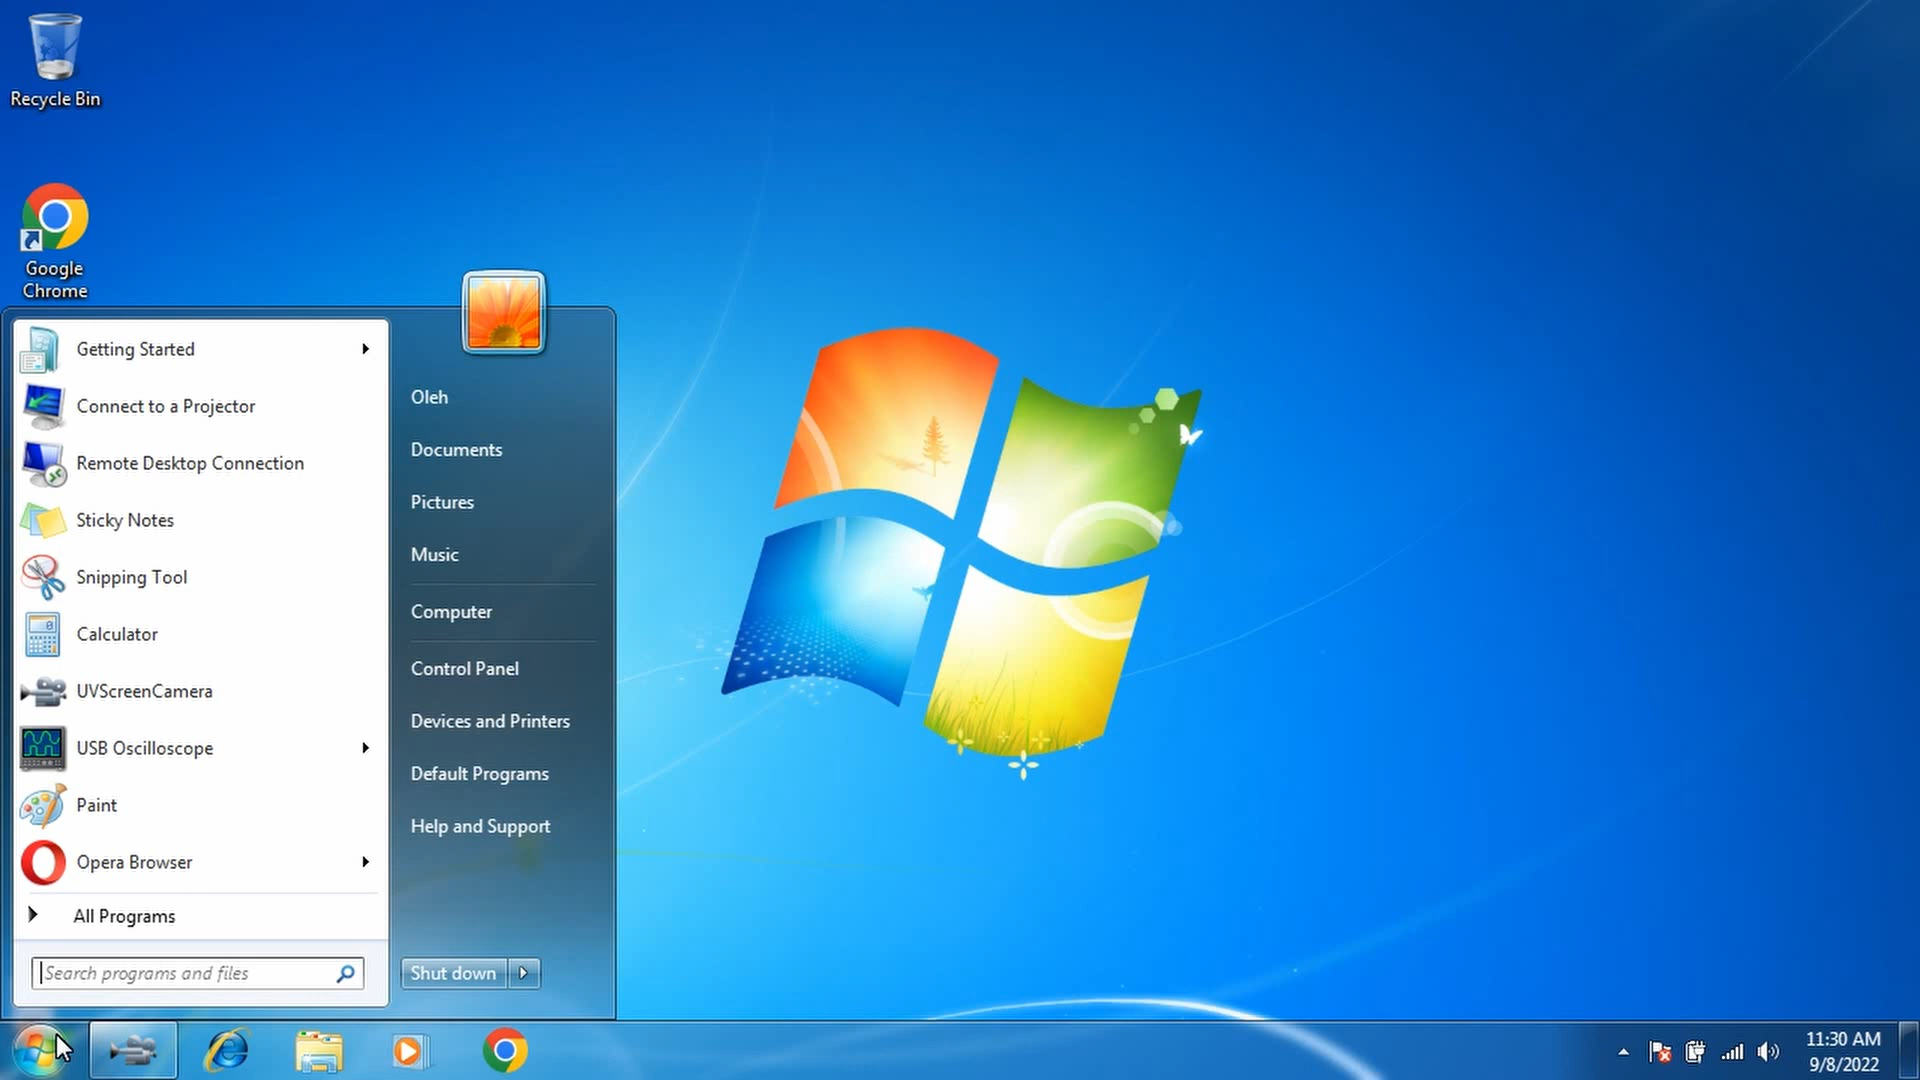 Recycle Bin
Google
Chrome
Getting Started
Connect to a Projector
Remote Desktop Connection
Sticky Notes
Snipping Tool
Calculator
UVScreenCamera
USB Oscilloscope
Paint
Opera Browser
All Programs
Search programs and files
Oleh
Documents
Pictures
Music
Computer
Control Panel
Devices and Printers
Default Programs
Help and Support
Shut down
11:30 AM
9/8/2022